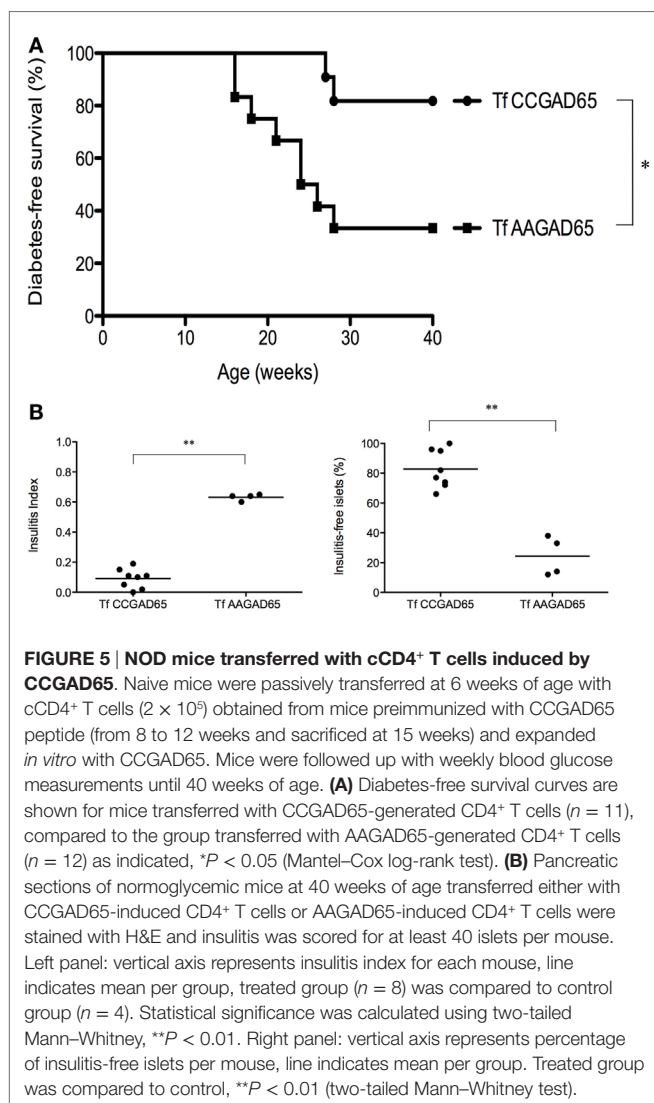 A
100
80
60
40
20
0
Diabetes-free survival (%)
0 10 20 30 40
Age (weeks)
Tf CCGAD65
*
Tf AAGAD65
B
1.0
0.8
0.6
0.4
0.2
0.0
Insulitis Index
**
Tf CCGAD65 Tf AAGAD65
100
80
60
40
20
0
Insulitis-free islets (%)
**
Tf CCGAD65 Tf AAGAD65
FIGURE 5 | NOD mice transferred with cCD4⁺ T cells induced by
CCGAD65. Naive mice were passively transferred at 6 weeks of age with
cCD4⁺ T cells (2 × 10⁵) obtained from mice preimmunized with CCGAD65
peptide (from 8 to 12 weeks and sacrificed at 15 weeks) and expanded
in vitro with CCGAD65. Mice were followed up with weekly blood glucose
measurements until 40 weeks of age. (A) Diabetes-free survival curves are
shown for mice transferred with CCGAD65-generated CD4⁺ T cells (n = 11),
compared to the group transferred with AAGAD65-generated CD4⁺ T cells
(n = 12) as indicated, *P < 0.05 (Mantel–Cox log-rank test). (B) Pancreatic
sections of normoglycemic mice at 40 weeks of age transferred either with
CCGAD65-induced CD4⁺ T cells or AAGAD65-induced CD4⁺ T cells were
stained with H&E and insulitis was scored for at least 40 islets per mouse.
Left panel: vertical axis represents insulitis index for each mouse, line
indicates mean per group, treated group (n = 8) was compared to control
group (n = 4). Statistical significance was calculated using two-tailed
Mann–Whitney, **P < 0.01. Right panel: vertical axis represents percentage
of insulitis-free islets per mouse, line indicates mean per group. Treated group
was compared to control, **P < 0.01 (two-tailed Mann–Whitney test).